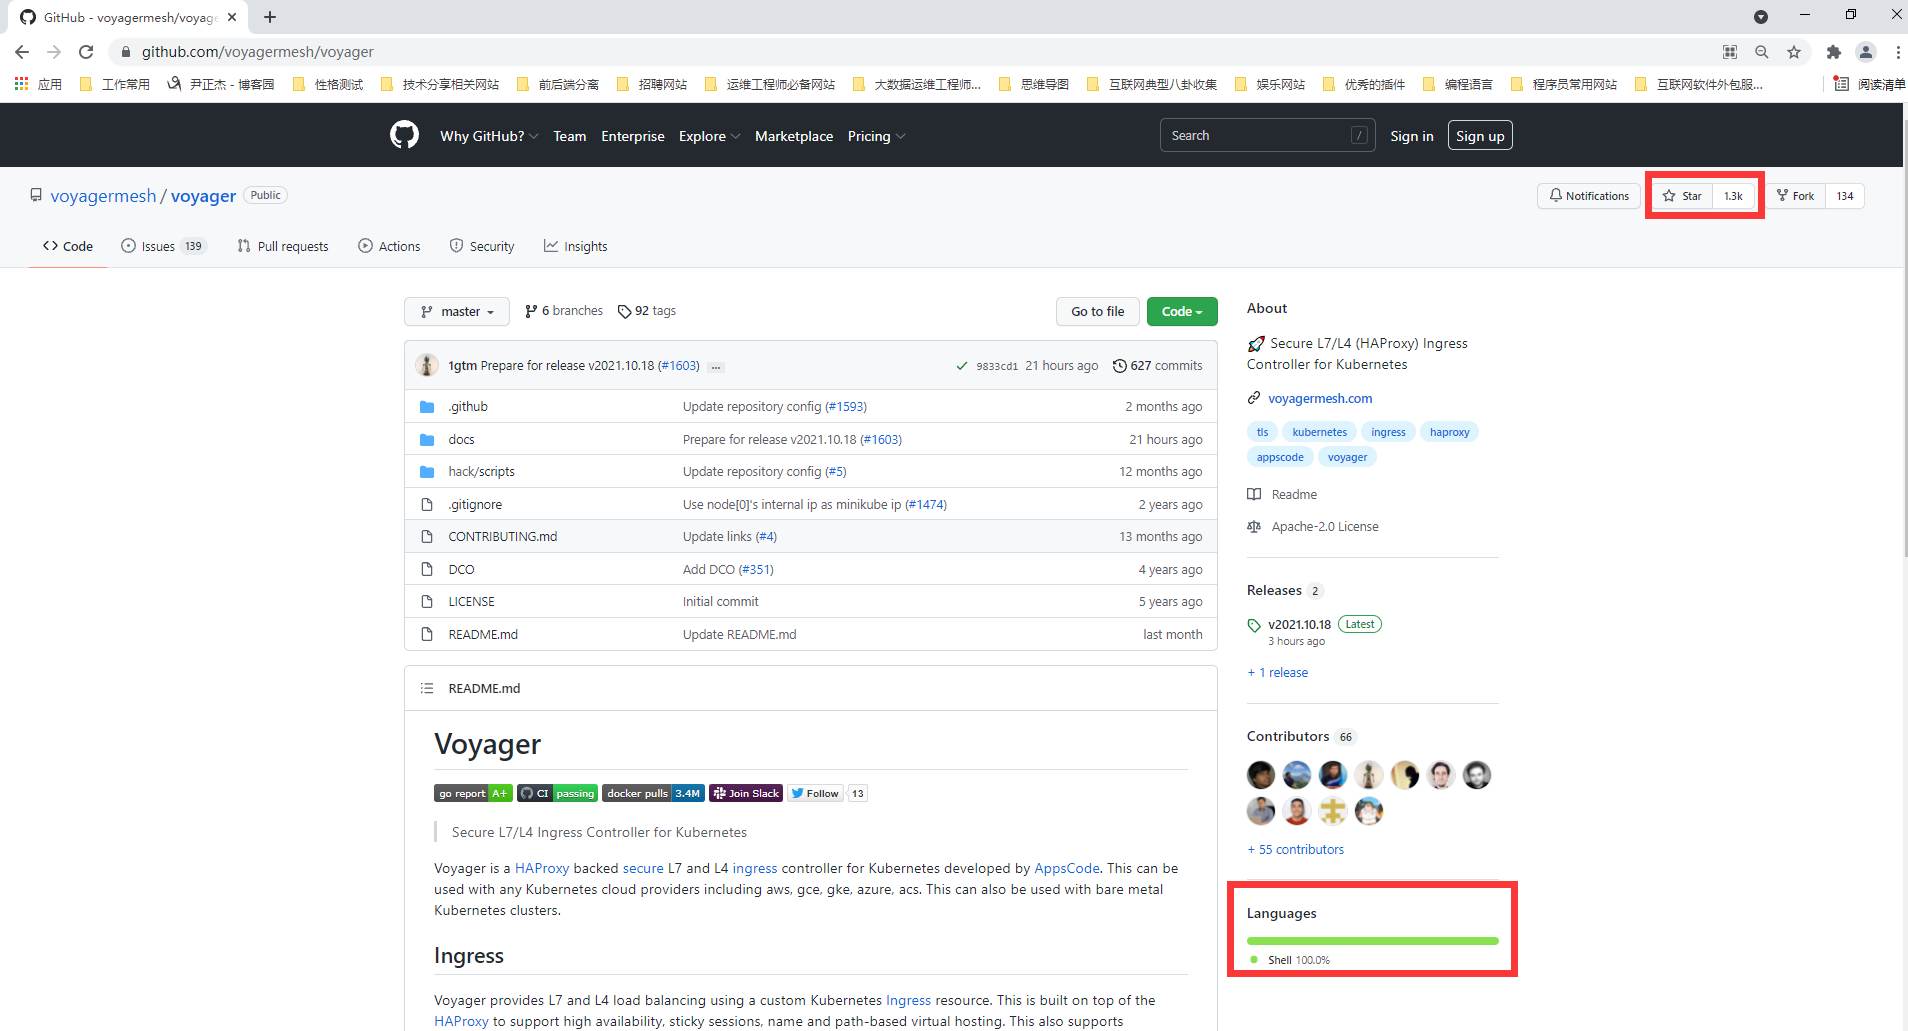 GitHub - voyagermesh/voyage
github.com/voyagermesh/voyager
应用 工作常用 尹正杰 - 博客园 性格测试 技术分享相关网站 前后端分离 招聘网站 运维工程师必备网站 大数据运维工程师... 思维导图 互联网典型八卦收集 娱乐网站 优秀的插件 编程语言 程序员常用网站 互联网软件外包服... 阅读清单
Why GitHub? Team Enterprise Explore Marketplace Pricing Search / Sign in Sign up
voyagermesh / voyager Public Notifications Star 1.3k Fork 134
Code Issues 139 Pull requests Actions Security Insights
master 6 branches 92 tags Go to file Code
1gtm Prepare for release v2021.10.18 (#1603) ... 9833cd1 21 hours ago 627 commits
.github Update repository config (#1593) 2 months ago
docs Prepare for release v2021.10.18 (#1603) 21 hours ago
hack/scripts Update repository config (#5) 12 months ago
.gitignore Use node[0]'s internal ip as minikube ip (#1474) 2 years ago
CONTRIBUTING.md Update links (#4) 13 months ago
DCO Add DCO (#351) 4 years ago
LICENSE Initial commit 5 years ago
README.md Update README.md last month
README.md
Voyager
go report A+ CI passing docker pulls 3.4M Join Slack Follow 13
Secure L7/L4 Ingress Controller for Kubernetes
Voyager is a HAProxy backed secure L7 and L4 ingress controller for Kubernetes developed by AppsCode. This can be
used with any Kubernetes cloud providers including aws, gce, gke, azure, acs. This can also be used with bare metal
Kubernetes clusters.
Ingress
Voyager provides L7 and L4 load balancing using a custom Kubernetes Ingress resource. This is built on top of the
HAProxy to support high availability, sticky sessions, name and path-based virtual hosting. This also supports
About
Secure L7/L4 (HAProxy) Ingress
Controller for Kubernetes
voyagermesh.com
tls kubernetes ingress haproxy
appscode voyager
Readme
Apache-2.0 License
Releases 2
v2021.10.18 Latest
3 hours ago
+ 1 release
Contributors 66
+ 55 contributors
Languages
Shell 100.0%